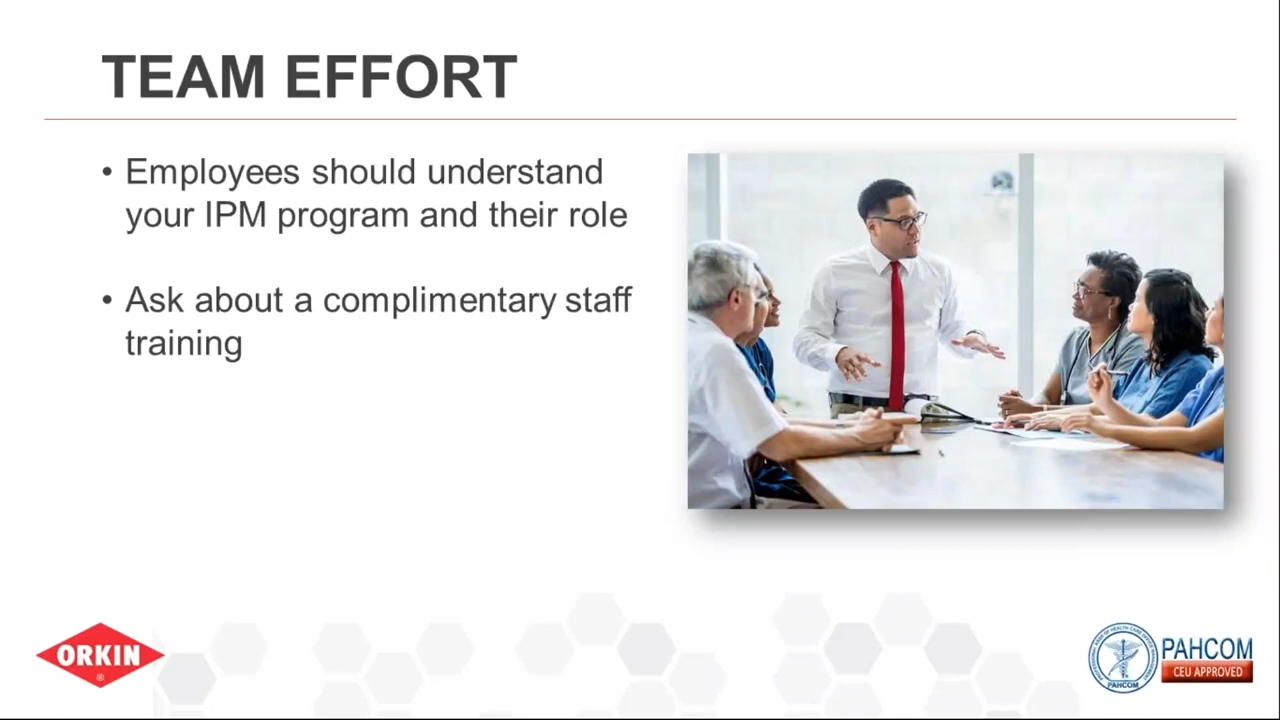 TEAM EFFORT
• Employees should understand
your IPM program and their role
• Ask about a complimentary staff
training
ORKIN
®
PAHCOM
PAHCOM
CEU APPROVED